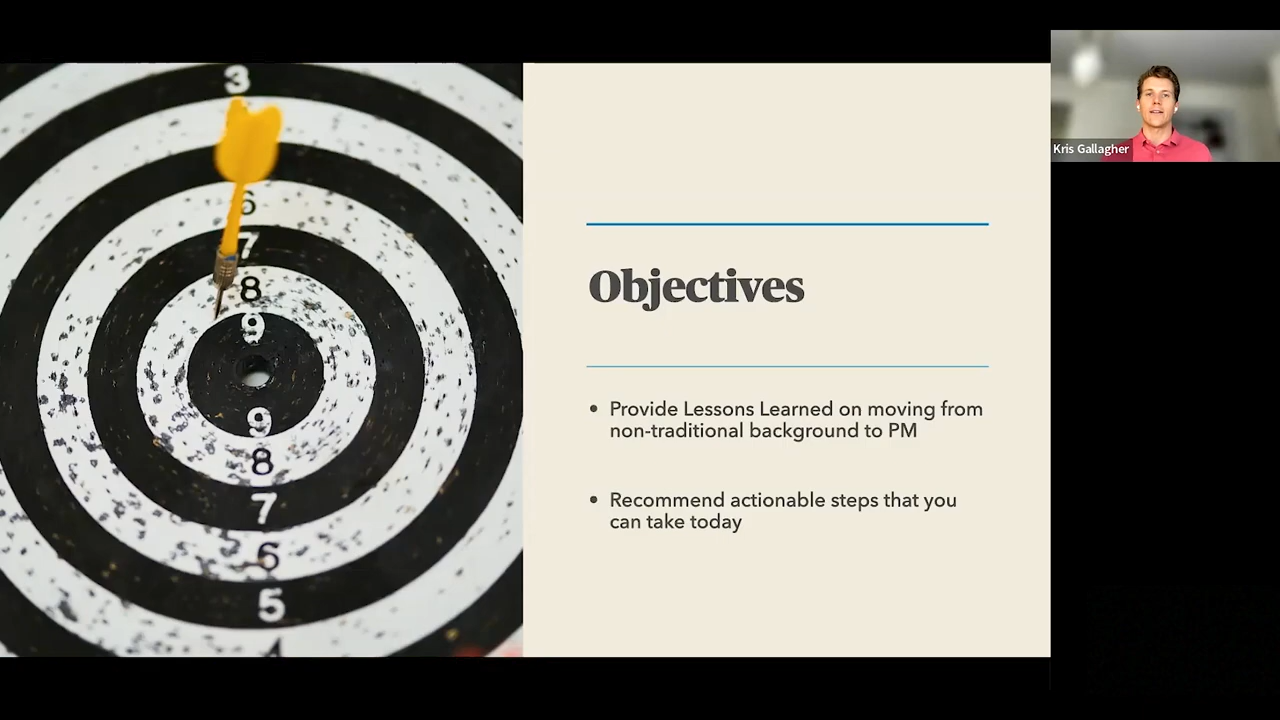 3
6
7
8
9
9
8
7
6
5
4
Objectives
• Provide Lessons Learned on moving from
non-traditional background to PM
• Recommend actionable steps that you
can take today
Kris Gallagher